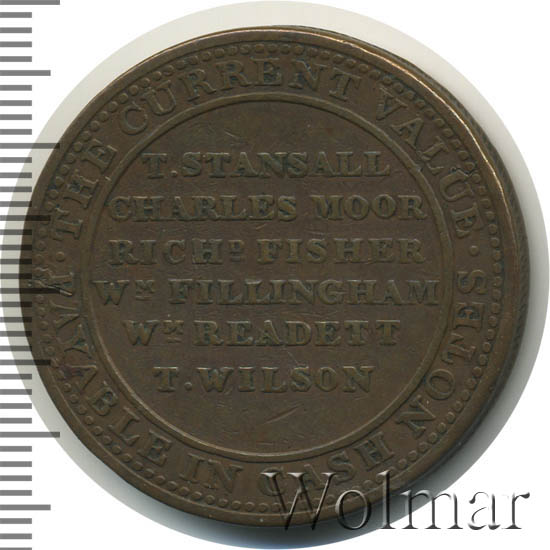 THE CURRENT VALUE · PAYABLE IN CASH NOTES ·
T. STANSALL
CHARLES MOOR
RICHD FISHER
WM FILLINGHAM
WM READETT
T. WILSON
Wolmar